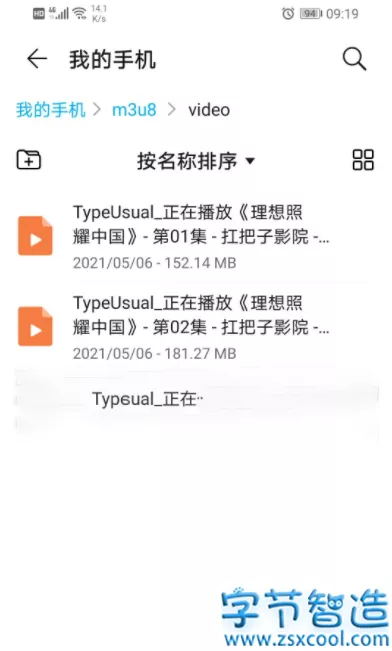 HD 4G 14.1 K/s 94 09:19
我的手机
我的手机 > m3u8 > video
按名称排序
TypeUsual_正在播放《理想照
耀中国》- 第01集 - 扛把子影院 -...
2021/05/06 - 152.14 MB
TypeUsual_正在播放《理想照
耀中国》- 第02集 - 扛把子影院 -...
2021/05/06 - 181.27 MB
TypeUsual_正在··
字节智造
www.zsxcool.com